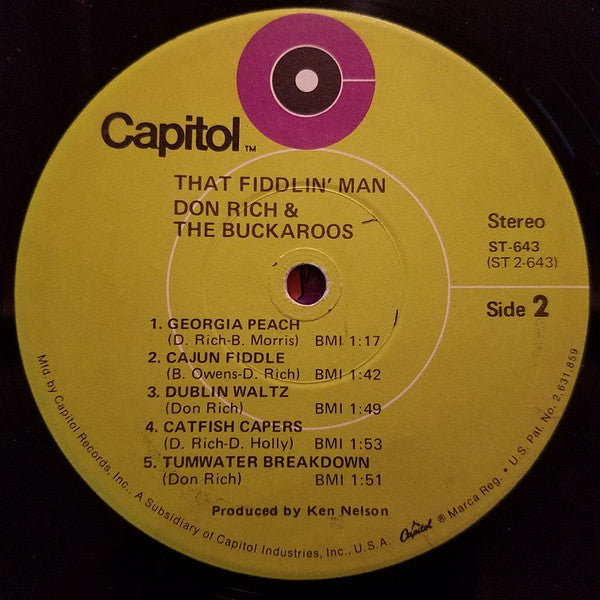 Capitol TM
THAT FIDDLIN' MAN
DON RICH &
THE BUCKAROOS
Stereo
ST-643
(ST 2-643)
Side 2
1. GEORGIA PEACH
(D. Rich-B. Morris) BMI 1:17
2. CAJUN FIDDLE
(B. Owens-D. Rich) BMI 1:42
3. DUBLIN WALTZ
(Don Rich) BMI 1:49
4. CATFISH CAPERS
(D. Rich-D. Holly) BMI 1:53
5. TUMWATER BREAKDOWN
(Don Rich) BMI 1:51
Produced by Ken Nelson
Mfd. by Capitol Records, Inc., A Subsidiary of Capitol Industries, Inc., U.S.A. Capitol ® Marca Reg. • U.S. Pat. No. 2,631,859